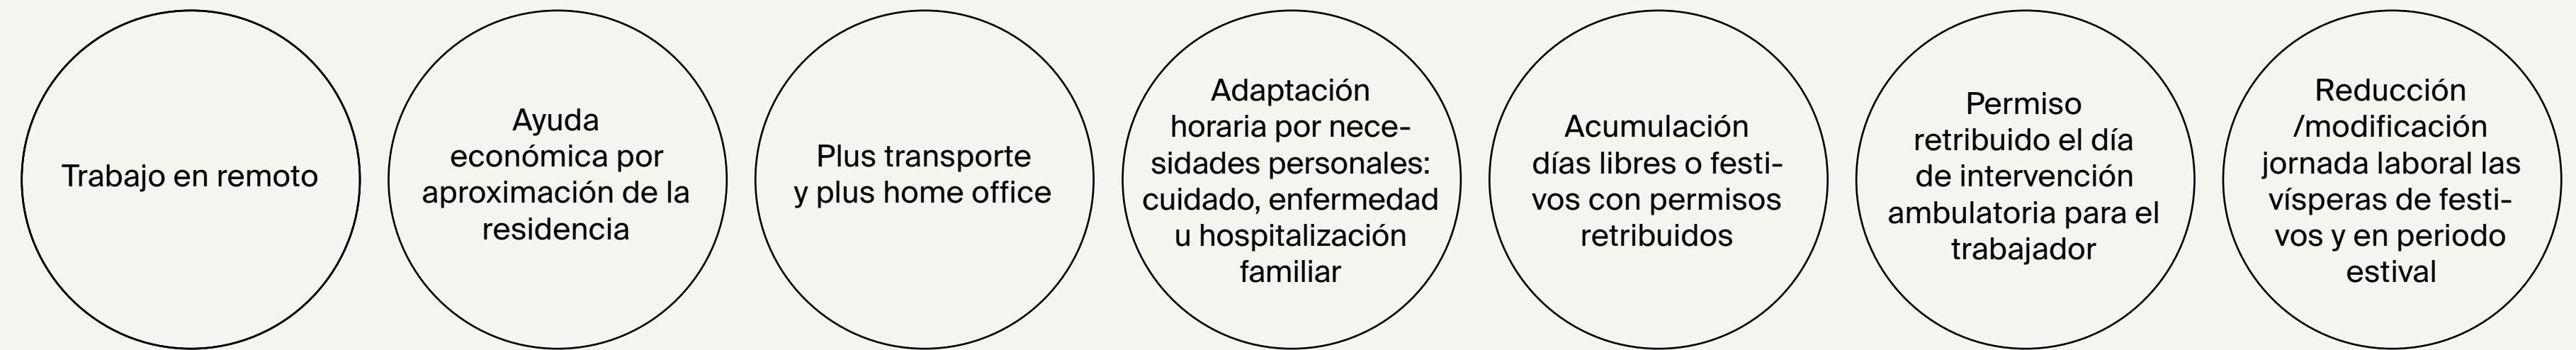 Trabajo en remoto
Ayuda
económica por
aproximación de la
residencia
Plus transporte
y plus home office
Adaptación
horaria por nece-
sidades personales:
cuidado, enfermedad
u hospitalización
familiar
Acumulación
días libres o festi-
vos con permisos
retribuidos
Permiso
retribuido el día
de intervención
ambulatoria para el
trabajador
Reducción
/modificación
jornada laboral las
vísperas de festi-
vos y en periodo
estival